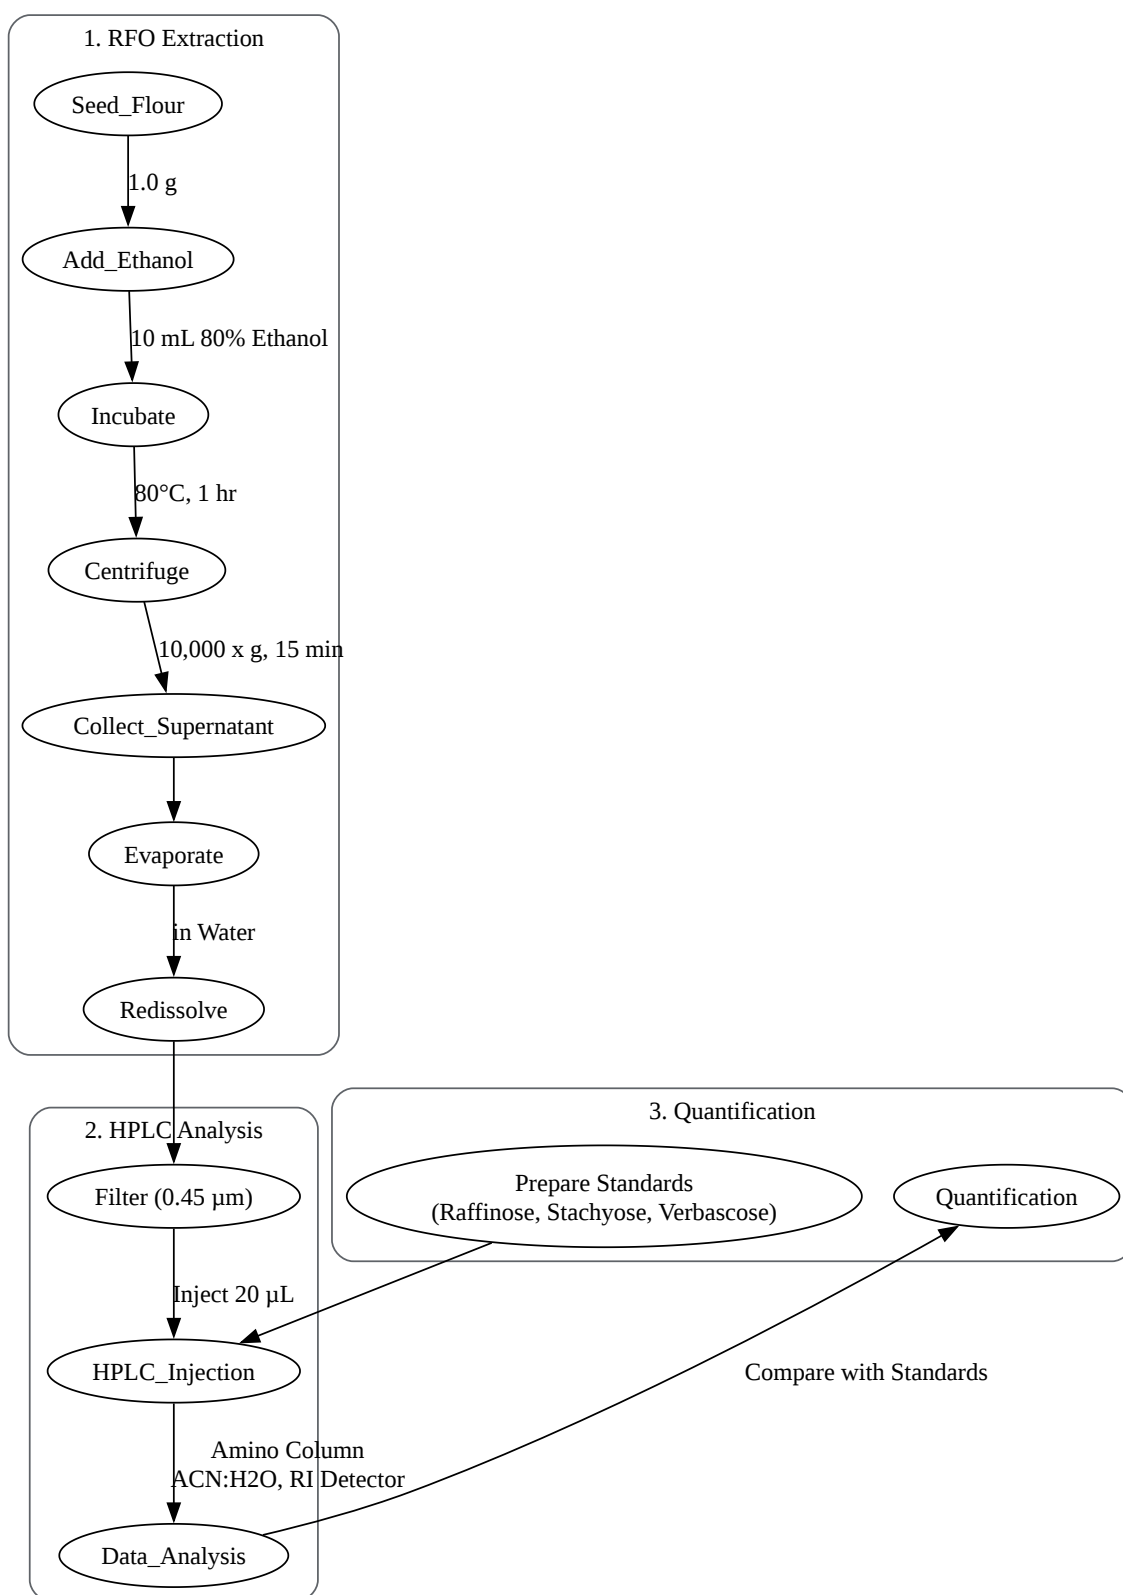 1. RFO Extraction
Seed_Flour
1.0 g
Add_Ethanol
10 mL 80% Ethanol
Incubate
80°C, 1 hr
Centrifuge
10,000 x g, 15 min
Collect_Supernatant
Evaporate
in Water
Redissolve
2. HPLC Analysis
Filter (0.45 µm)
Inject 20 µL
HPLC_Injection
Amino Column
ACN:H2O, RI Detector
Data_Analysis
3. Quantification
Prepare Standards
(Raffinose, Stachyose, Verbascose)
Quantification
Compare with Standards